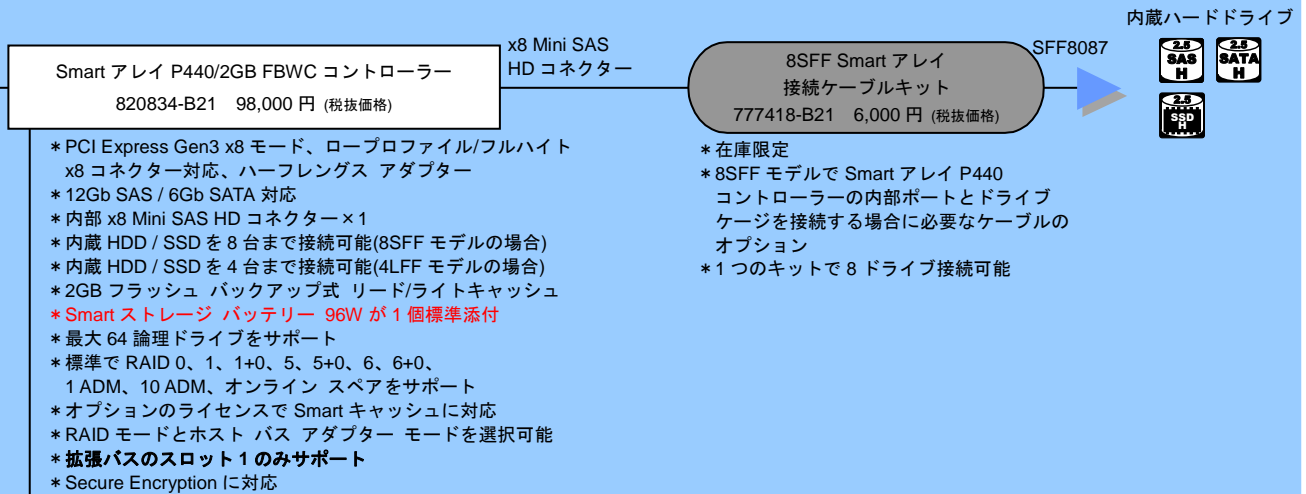 内蔵ハードドライブ
x8 Mini SAS
HD コネクター
SFF8087
2.5
SAS
H
2.5
SATA
H
2.5
SSD
H
Smart アレイ P440/2GB FBWC コントローラー
820834-B21 98,000 円 (税抜価格)
8SFF Smart アレイ
接続ケーブルキット
777418-B21 6,000 円 (税抜価格)
*PCI Express Gen3 x8 モード、ロープロファイル/フルハイト
x8 コネクター対応、ハーフレングス アダプター
*12Gb SAS / 6Gb SATA 対応
*内部 x8 Mini SAS HD コネクター×1
*内蔵 HDD / SSD を 8 台まで接続可能(8SFF モデルの場合)
*内蔵 HDD / SSD を 4 台まで接続可能(4LFF モデルの場合)
*2GB フラッシュ バックアップ式 リード/ライトキャッシュ
*Smart ストレージ バッテリー 96W が 1 個標準添付
*最大 64 論理ドライブをサポート
*標準で RAID 0、1、1+0、5、5+0、6、6+0、
1 ADM、10 ADM、オンライン スペアをサポート
*オプションのライセンスで Smart キャッシュに対応
*RAID モードとホスト バス アダプター モードを選択可能
*拡張バスのスロット 1 のみサポート
*Secure Encryption に対応
*在庫限定
*8SFF モデルで Smart アレイ P440
コントローラーの内部ポートとドライブ
ケージを接続する場合に必要なケーブルの
オプション
*1 つのキットで 8 ドライブ接続可能